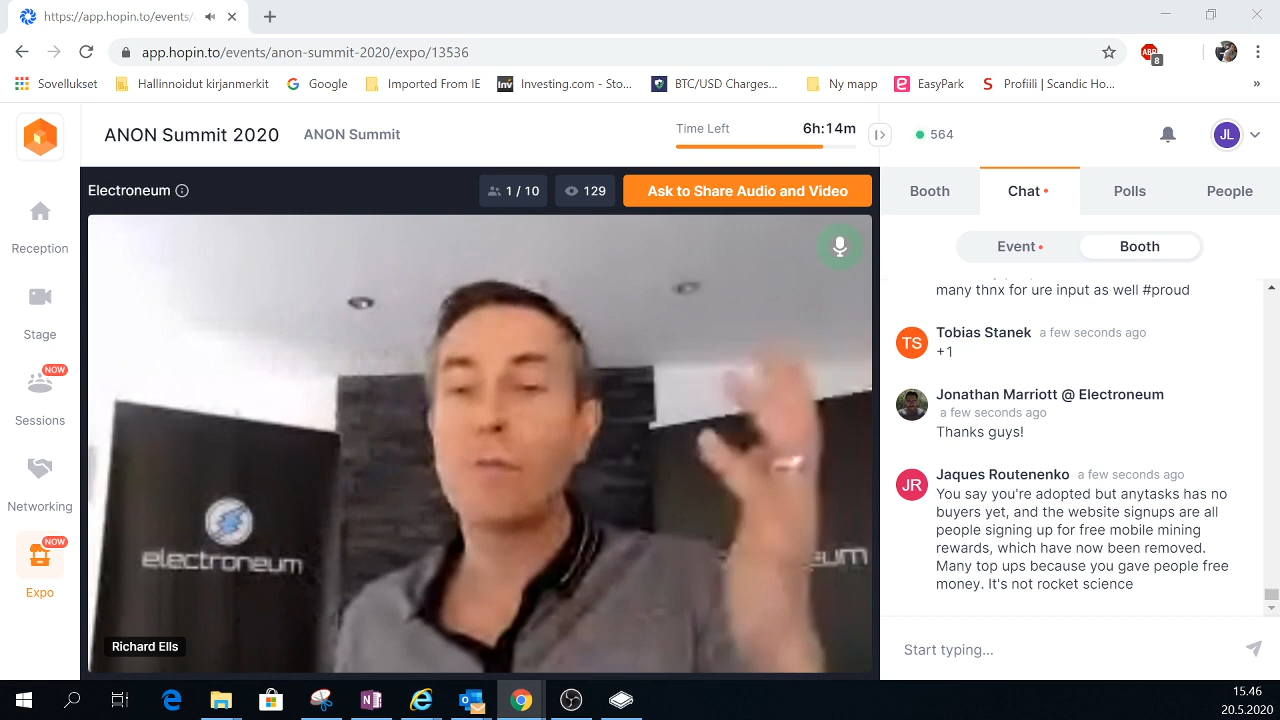 https://app.hopin.to/events/
app.hopin.to/events/anon-summit-2020/expo/13536
ABP
8
Sovellukset
Hallinnoidut kirjanmerkit
Google
Imported From IE
Inv
Investing.com - Sto...
BTC/USD Charges...
Ny mapp
EasyPark
S
Profiili | Scandic Ho...
»
ANON Summit 2020
ANON Summit
Time Left
6h:14m
564
JL
Electroneum
1 / 10
129
Ask to Share Audio and Video
Booth
Chat
Polls
People
Event
Booth
Reception
Stage
NOW
Sessions
Networking
NOW
Expo
electroneum
eum
Richard Ells
many thnx for ure input as well #proud
TS
Tobias Stanek a few seconds ago
+1
Jonathan Marriott @ Electroneum
a few seconds ago
Thanks guys!
JR
Jaques Routenenko a few seconds ago
You say you're adopted but anytasks has no
buyers yet, and the website signups are all
people signing up for free mobile mining
rewards, which have now been removed.
Many top ups because you gave people free
money. It's not rocket science
Start typing...
15.46
20.5.2020